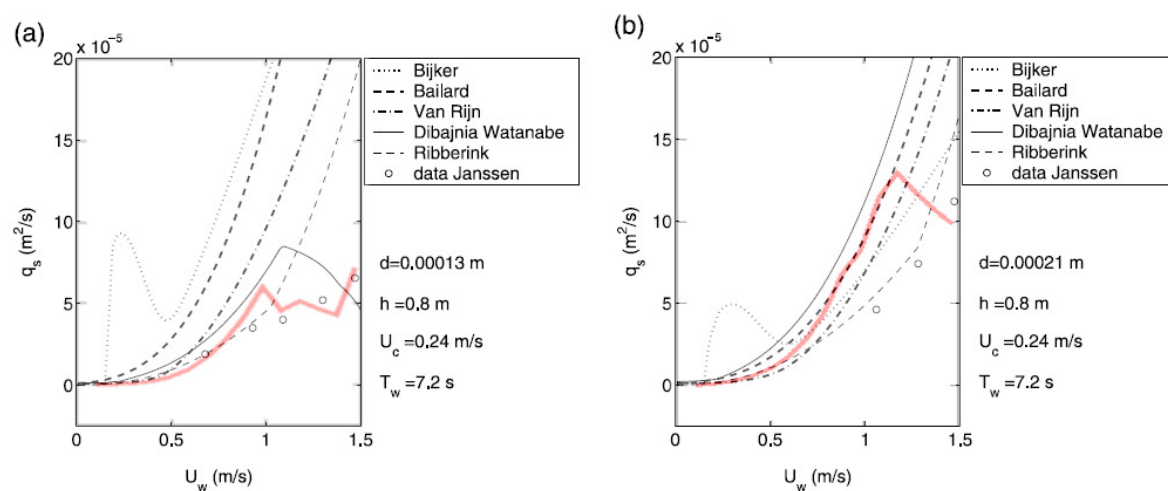 (a)
x 10⁻⁵
20
15
10
5
0
q_s (m²/s)
0 0.5 1 1.5
U_w (m/s)
Bijker
Bailard
Van Rijn
Dibajnia Watanabe
Ribberink
data Janssen
d=0.00013 m
h =0.8 m
U_c =0.24 m/s
T_w =7.2 s
(b)
x 10⁻⁵
20
15
10
5
0
q_s (m²/s)
0 0.5 1 1.5
U_w (m/s)
Bijker
Bailard
Van Rijn
Dibajnia Watanabe
Ribberink
data Janssen
d=0.00021 m
h =0.8 m
U_c =0.24 m/s
T_w =7.2 s